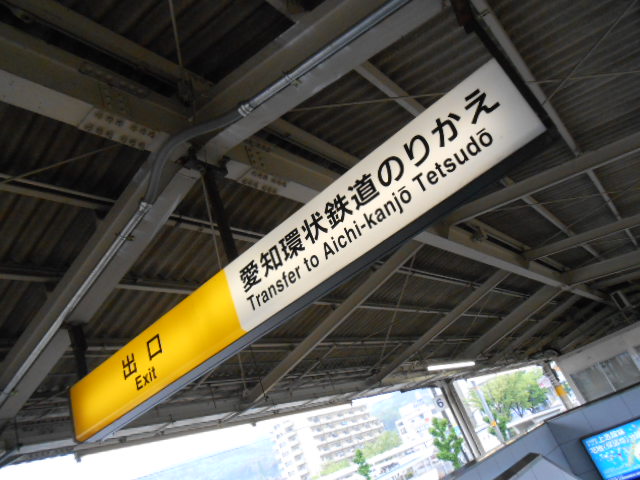 愛知環状鉄道のりかえ
Transfer to Aichi-kanjō Tetsudō
出口
Exit